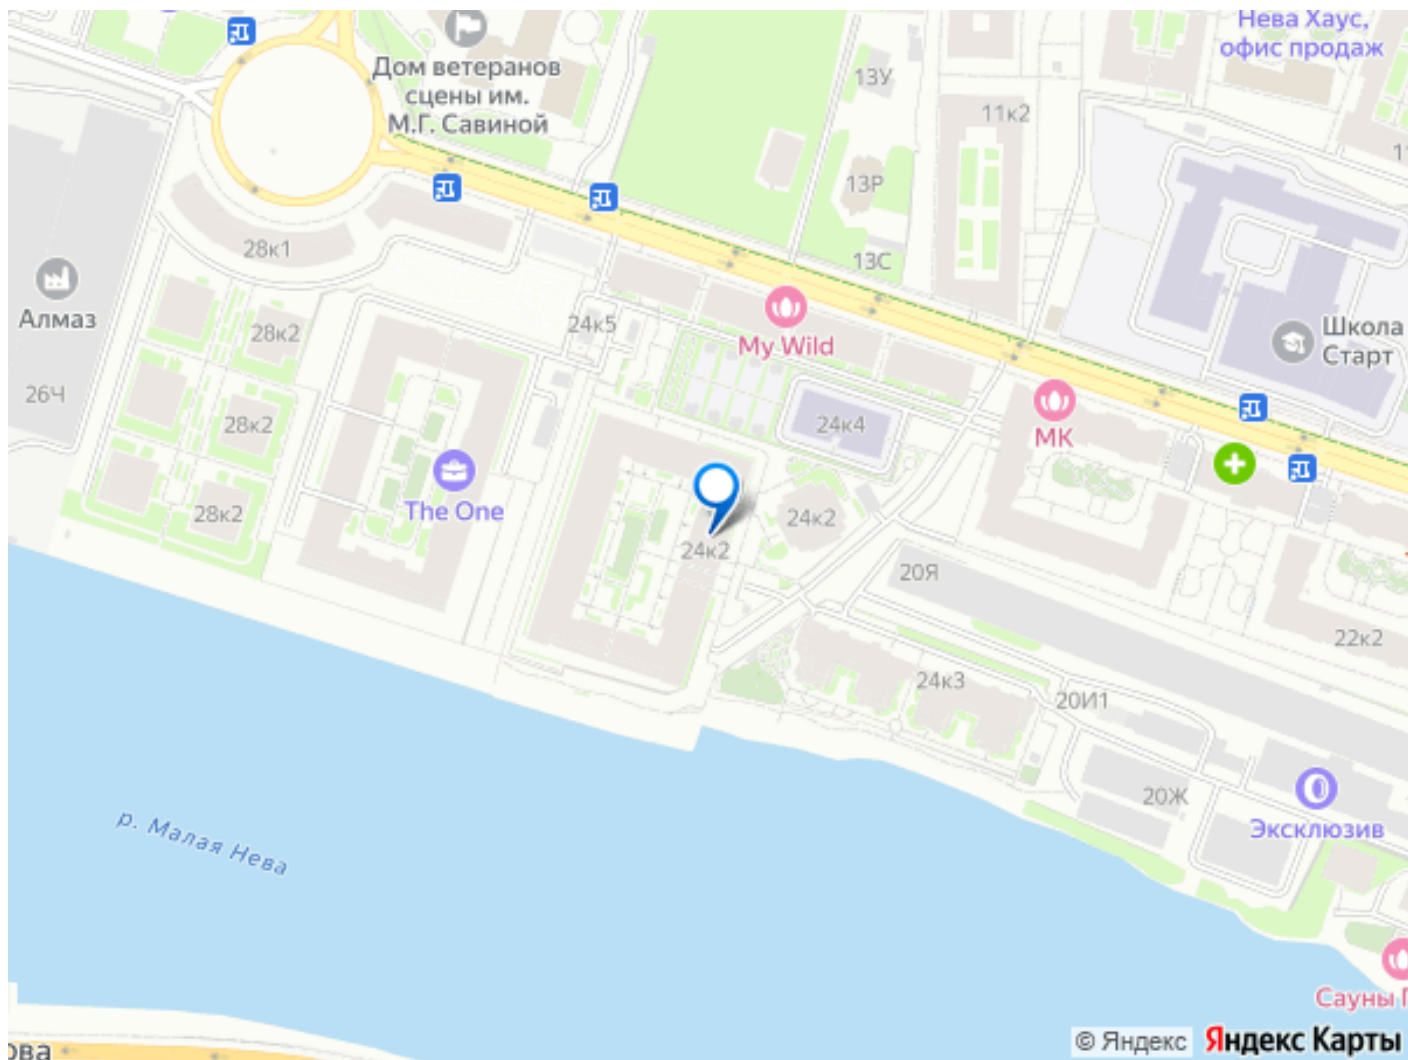 Нева Хаус,
офис продаж
Дом ветеранов
сцены им.
М.Г. Савиной
13У
11к2
13Р
28к1
13С
Алмаз
24к5
28к2
My Wild
Школа
Старт
26Ч
28к2
24к4
МК
The One
28к2
24к2
24к2
20Я
22к2
24к3
20И1
20Ж
Эксклюзив
р. Малая Нева
Сауны
© Яндекс
Яндекс Карты